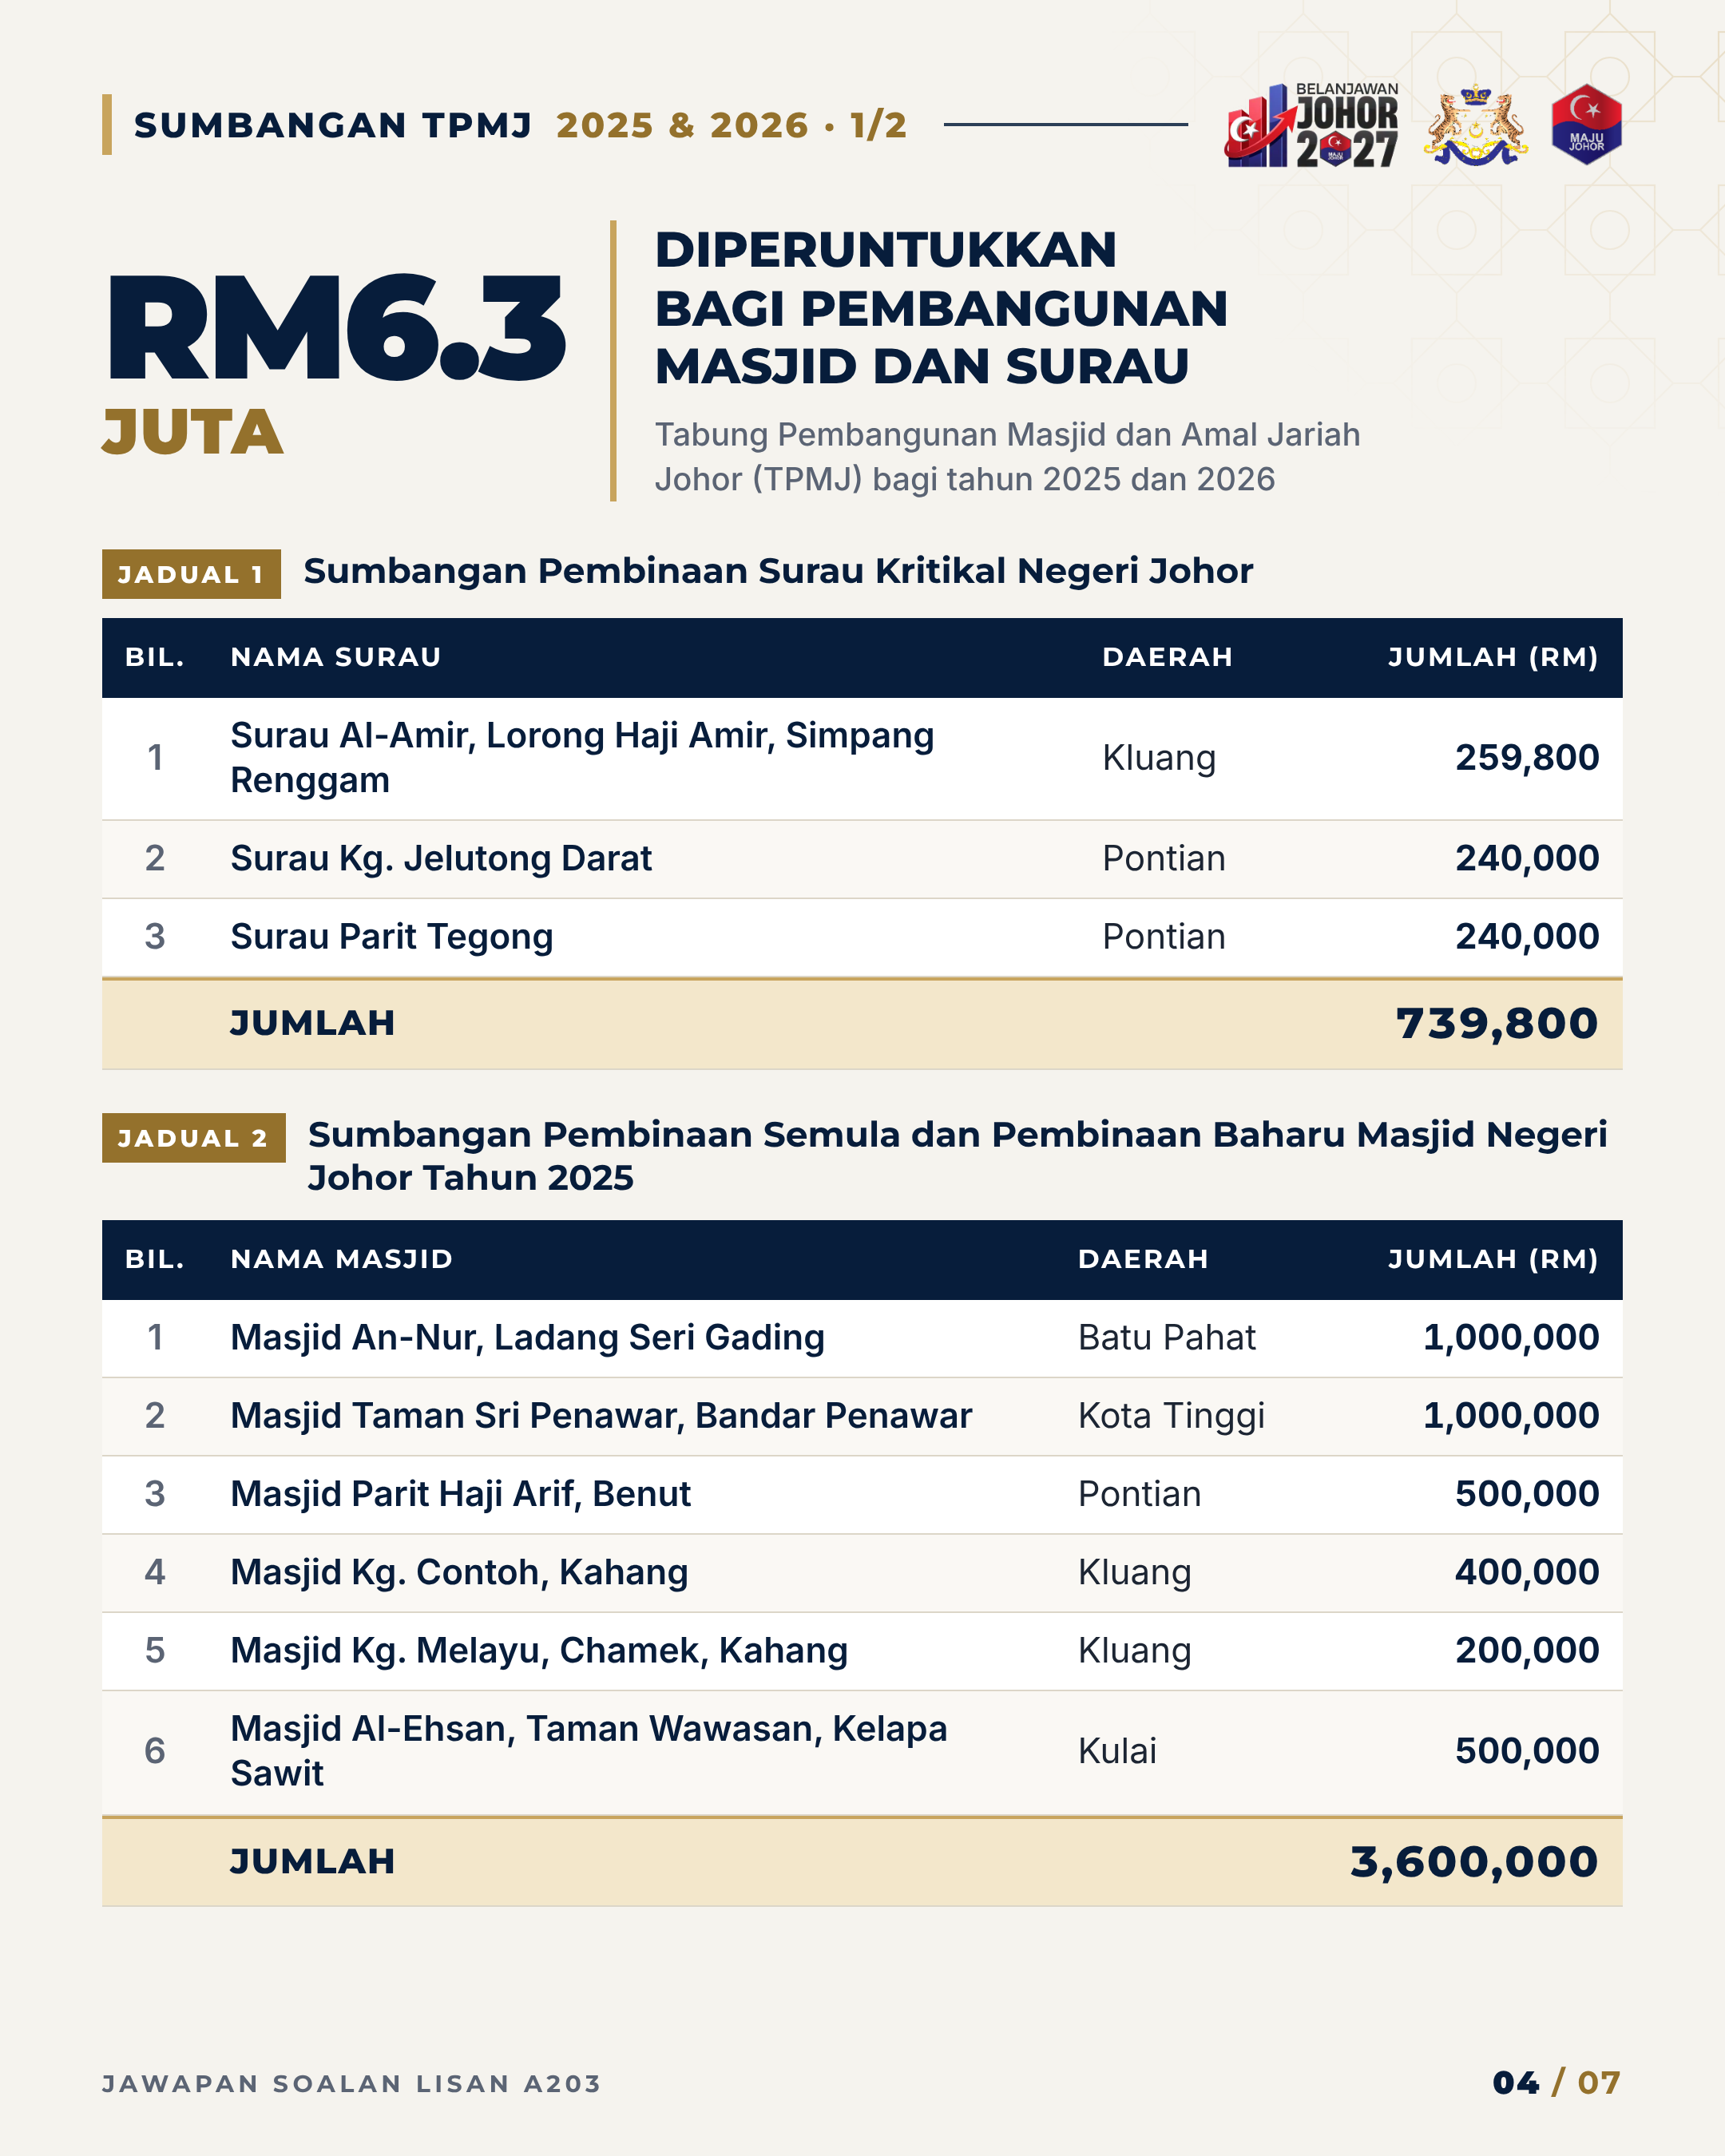 SUMBANGAN TPMJ 2025 & 2026 • 1/2
BELANJAWAN
JOHOR
2027
MAJU
JOHOR
MAJU
JOHOR
RM6.3
JUTA
DIPERUNTUKKAN
BAGI PEMBANGUNAN
MASJID DAN SURAU
Tabung Pembangunan Masjid dan Amal Jariah
Johor (TPMJ) bagi tahun 2025 dan 2026
JADUAL 1 Sumbangan Pembinaan Surau Kritikal Negeri Johor
BIL. NAMA SURAU DAERAH JUMLAH (RM)
1 Surau Al-Amir, Lorong Haji Amir, Simpang
Renggam Kluang 259,800
2 Surau Kg. Jelutong Darat Pontian 240,000
3 Surau Parit Tegong Pontian 240,000
JUMLAH 739,800
JADUAL 2 Sumbangan Pembinaan Semula dan Pembinaan Baharu Masjid Negeri
Johor Tahun 2025
BIL. NAMA MASJID DAERAH JUMLAH (RM)
1 Masjid An-Nur, Ladang Seri Gading Batu Pahat 1,000,000
2 Masjid Taman Sri Penawar, Bandar Penawar Kota Tinggi 1,000,000
3 Masjid Parit Haji Arif, Benut Pontian 500,000
4 Masjid Kg. Contoh, Kahang Kluang 400,000
5 Masjid Kg. Melayu, Chamek, Kahang Kluang 200,000
6 Masjid Al-Ehsan, Taman Wawasan, Kelapa
Sawit Kulai 500,000
JUMLAH 3,600,000
JAWAPAN SOALAN LISAN A203
04 / 07